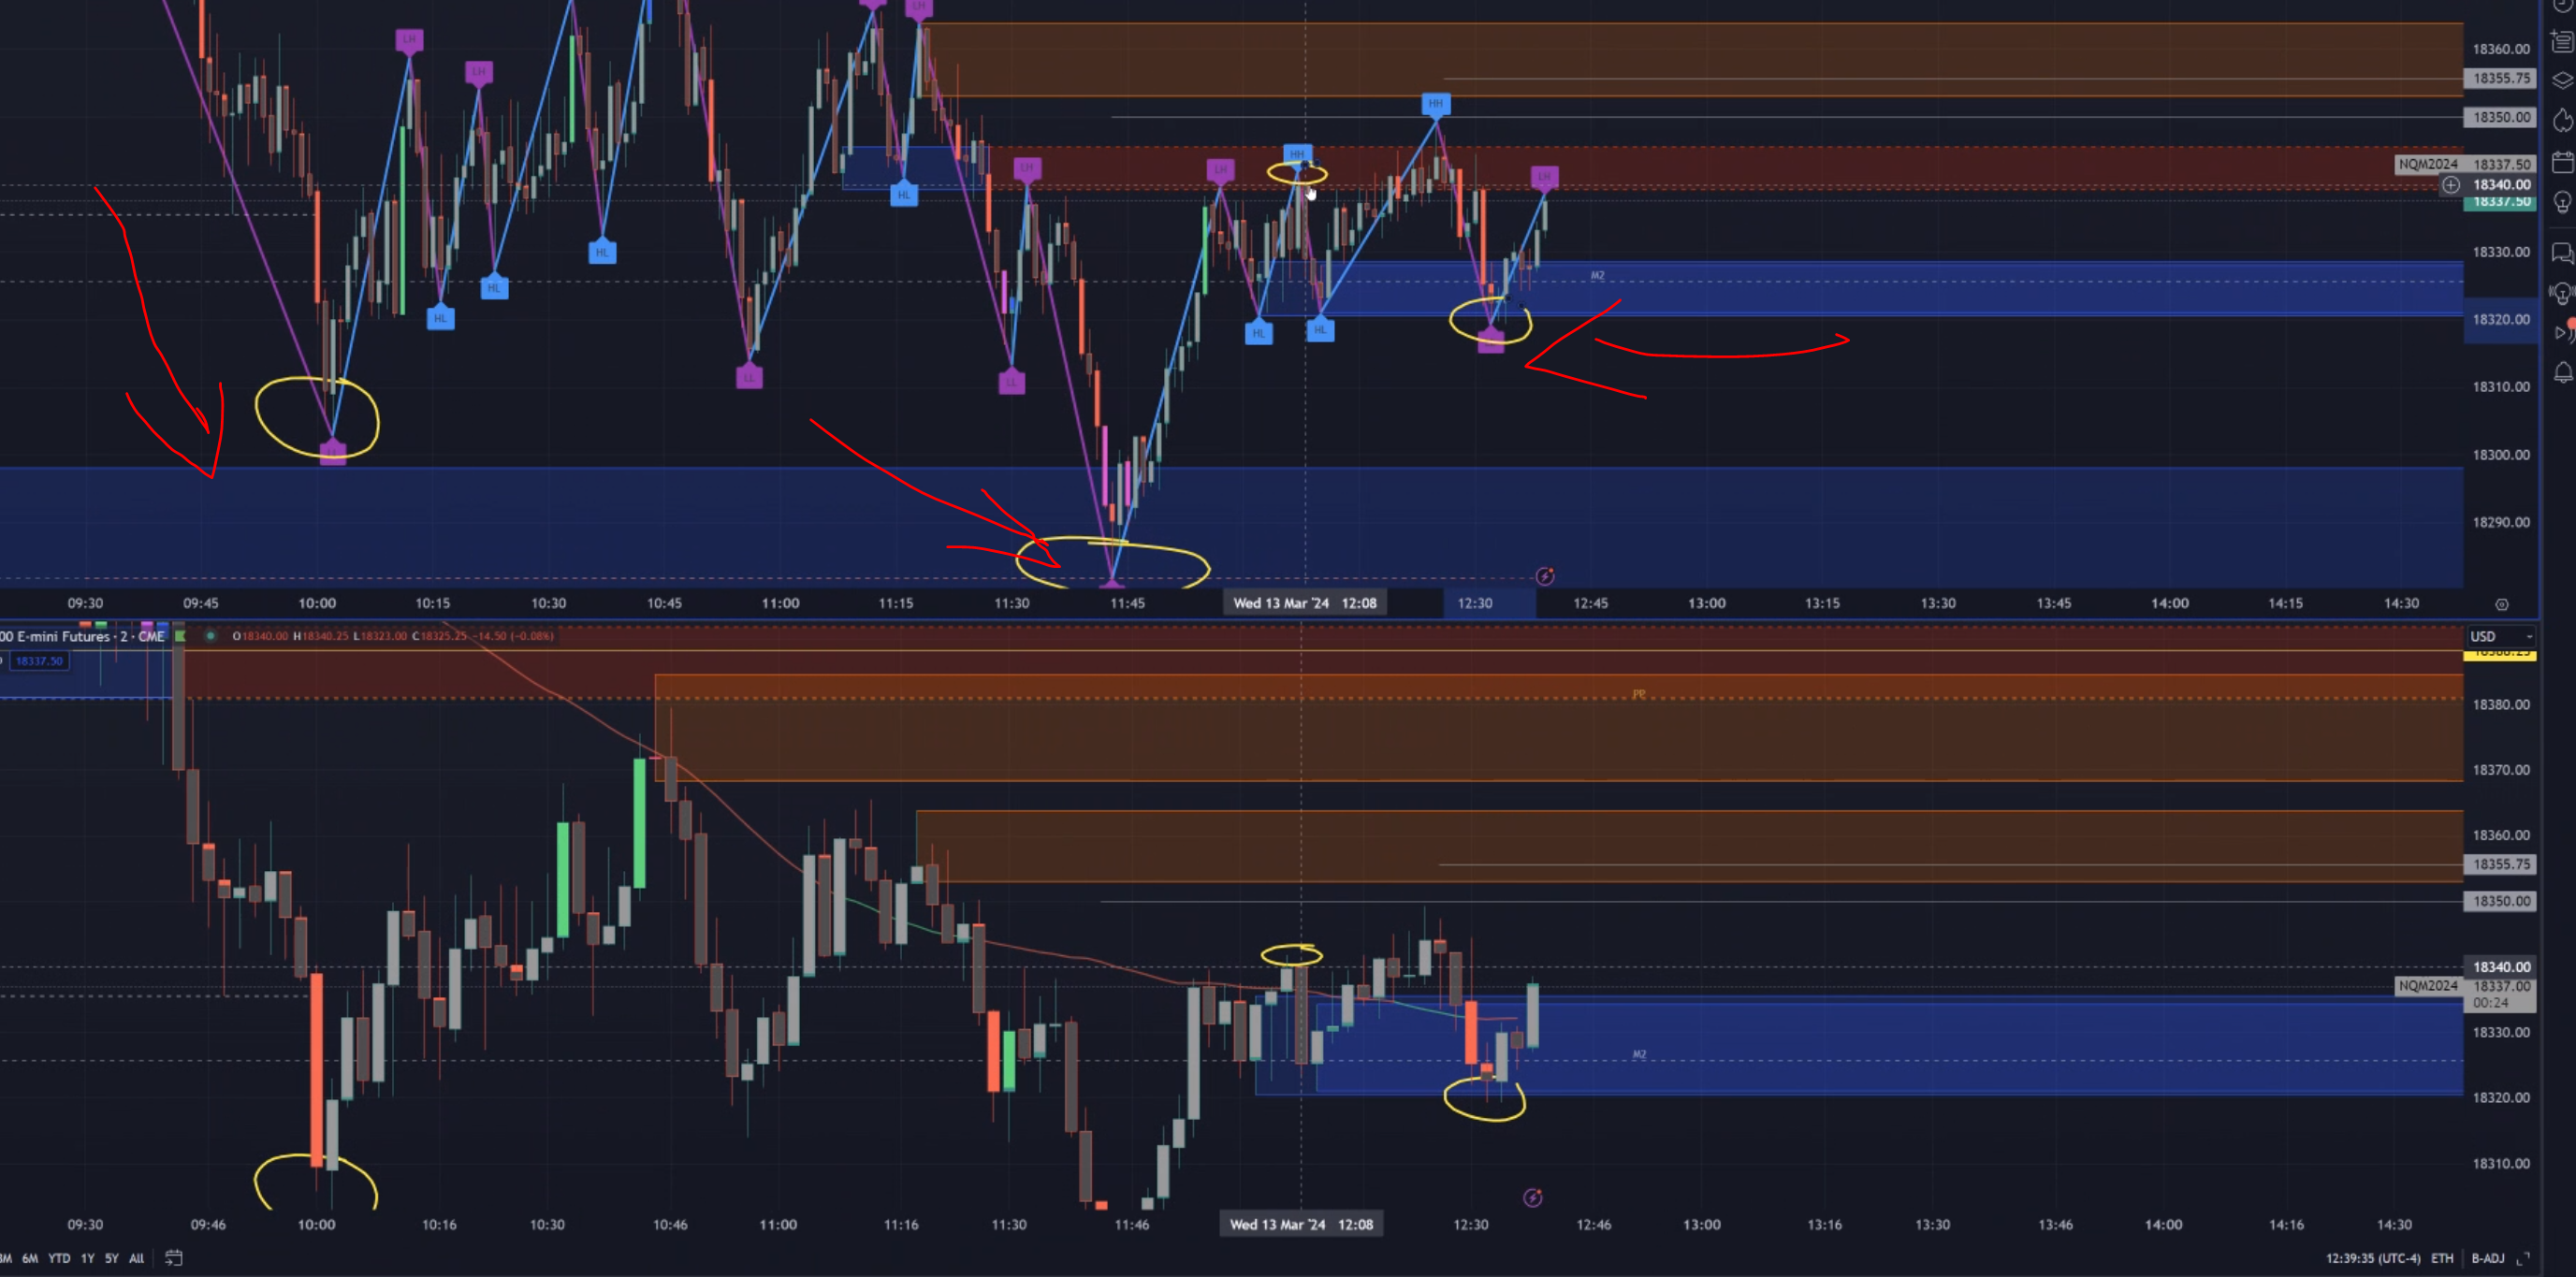 LH
LH
HL
HL
HL
LL
LH
HL
LH
LL
LH
HH
HL
HL
HH
LH
M2
18360.00
18355.75
18350.00
NQM2024 18337.50
18340.00
18337.50
18330.00
18320.00
18310.00
18300.00
18290.00
09:30 09:45 10:00 10:15 10:30 10:45 11:00 11:15 11:30 11:45 Wed 13 Mar '24 12:08 12:30 12:45 13:00 13:15 13:30 13:45 14:00 14:15 14:30
00 E-mini Futures · 2 · CME O18340.00 H18340.25 L18323.00 C18325.25 -14.50 (-0.08%)
18337.50
USD
PP
18380.00
18370.00
18360.00
18355.75
18350.00
18340.00
NQM2024 18337.00
00:24
18330.00
M2
18320.00
18310.00
09:30 09:46 10:00 10:16 10:30 10:46 11:00 11:16 11:30 11:46 Wed 13 Mar '24 12:08 12:30 12:46 13:00 13:16 13:30 13:46 14:00 14:16 14:30
6M YTD 1Y 5Y All
12:39:35 (UTC-4) ETH B-ADJ